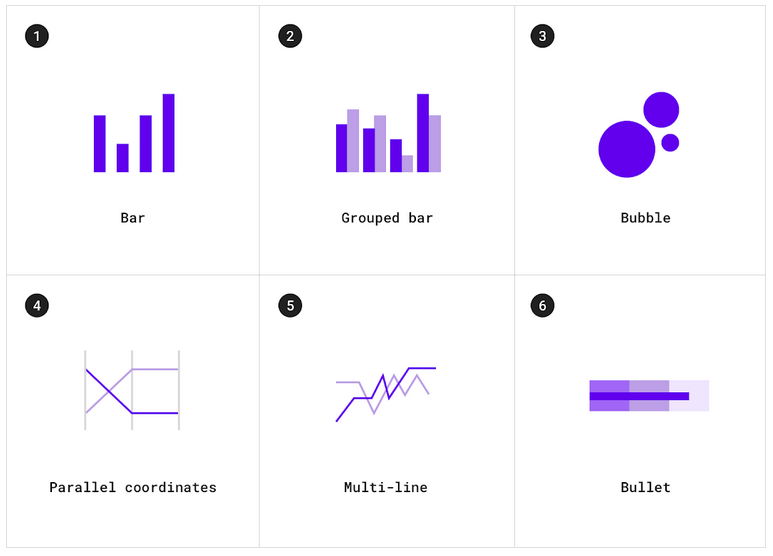 1
2
3
Bar
Grouped bar
Bubble
4
5
6
Parallel coordinates
Multi-line
Bullet